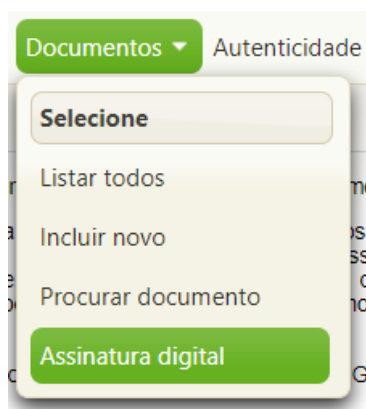 Documentos Autenticidade
Selecione
Listar todos
Incluir novo
Procurar documento
Assinatura digital